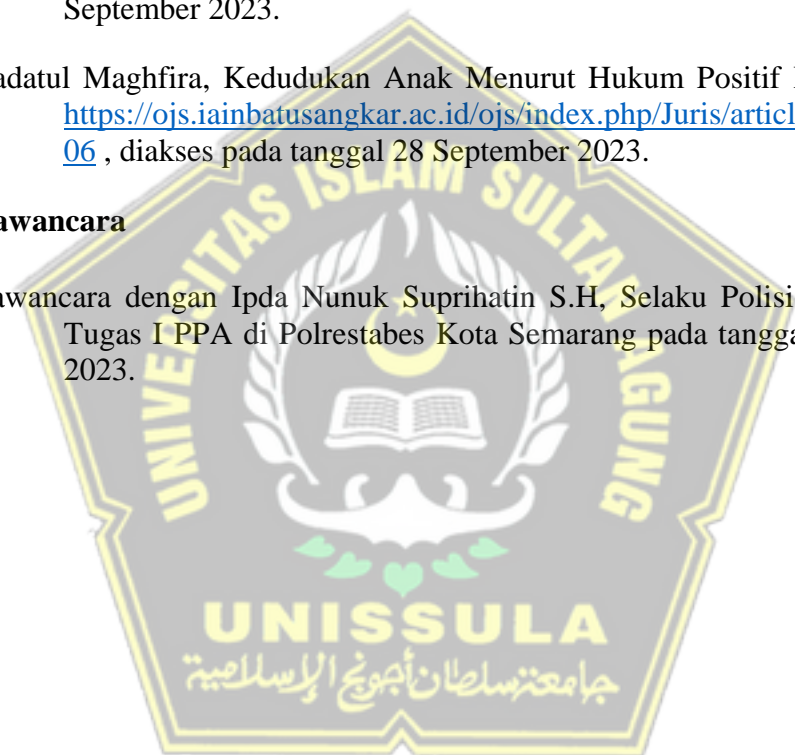 September 2023.
adatul Maghfira, Kedudukan Anak Menurut Hukum Positif
https://ojs.iainbatusangkar.ac.id/ojs/index.php/Juris/articl
06 , diakses pada tanggal 28 September 2023.
awancara
awancara dengan Ipda Nunuk Suprihatin S.H, Selaku Polisi
Tugas I PPA di Polrestabes Kota Semarang pada tangga
2023.
UNIVERSITAS ISLAM SULTAN AGUNG
UNISSULA
جامعة سلطان أجونج الإسلامية